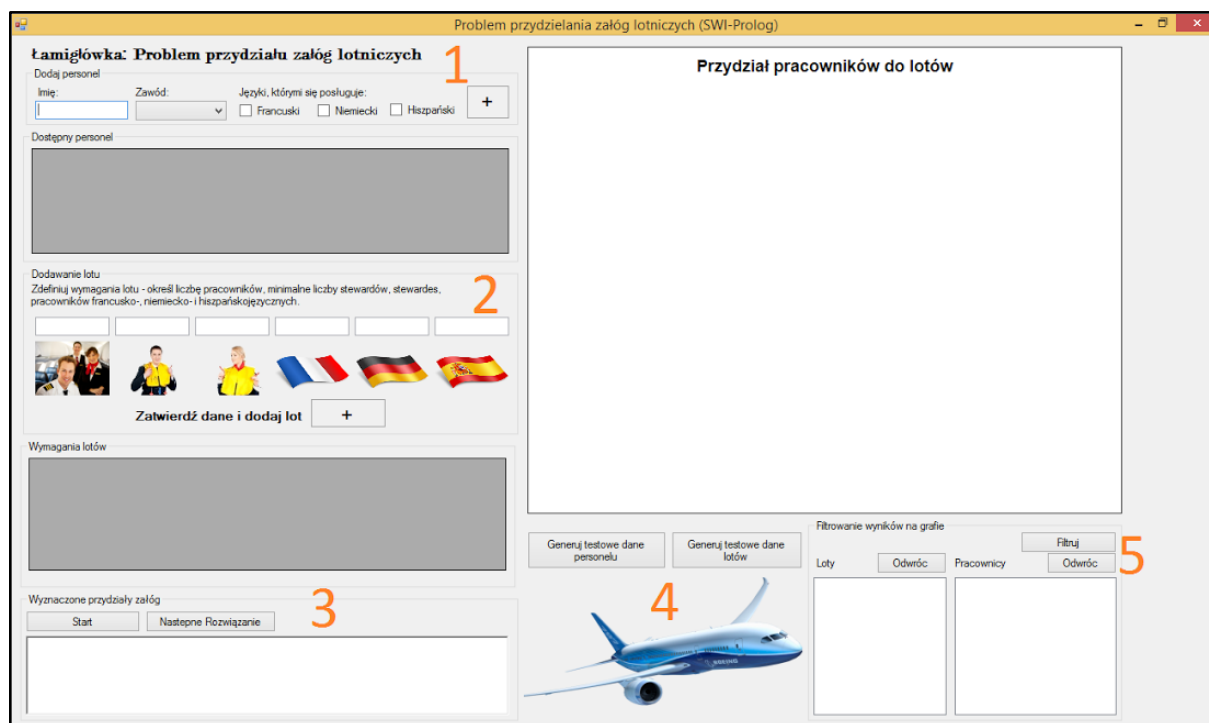 Problem przydzielania załóg lotniczych (SWI-Prolog)
Łamigłówka: Problem przydziału załóg lotniczych
1
Dodaj personel
Imię:
Zawód:
Języki, którymi się posługuje:
Francuski
Niemiecki
Hiszpański
+
Dostępny personel
Dodawanie lotu
2
Zdefiniuj wymagania lotu - określ liczbę pracowników, minimalne liczby stewardów, stewardes,
pracowników francusko-, niemiecko- i hiszpańskojęzycznych.
Zatwierdź dane i dodaj lot
+
Wymagania lotów
Wyznaczone przydziały załóg
3
Start
Nastepne Rozwiązanie
Przydział pracowników do lotów
Generuj testowe dane
personelu
Generuj testowe dane
lotów
4
BOEING
Filtrowanie wyników na grafie
Filtruj
5
Loty
Odwróc
Pracownicy
Odwróc